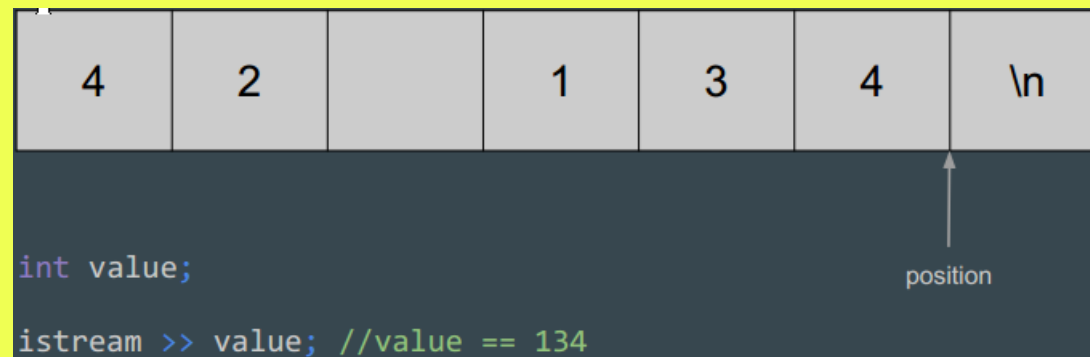 4 2 1 3 4 \n
position
int value;
istream >> value; //value == 134